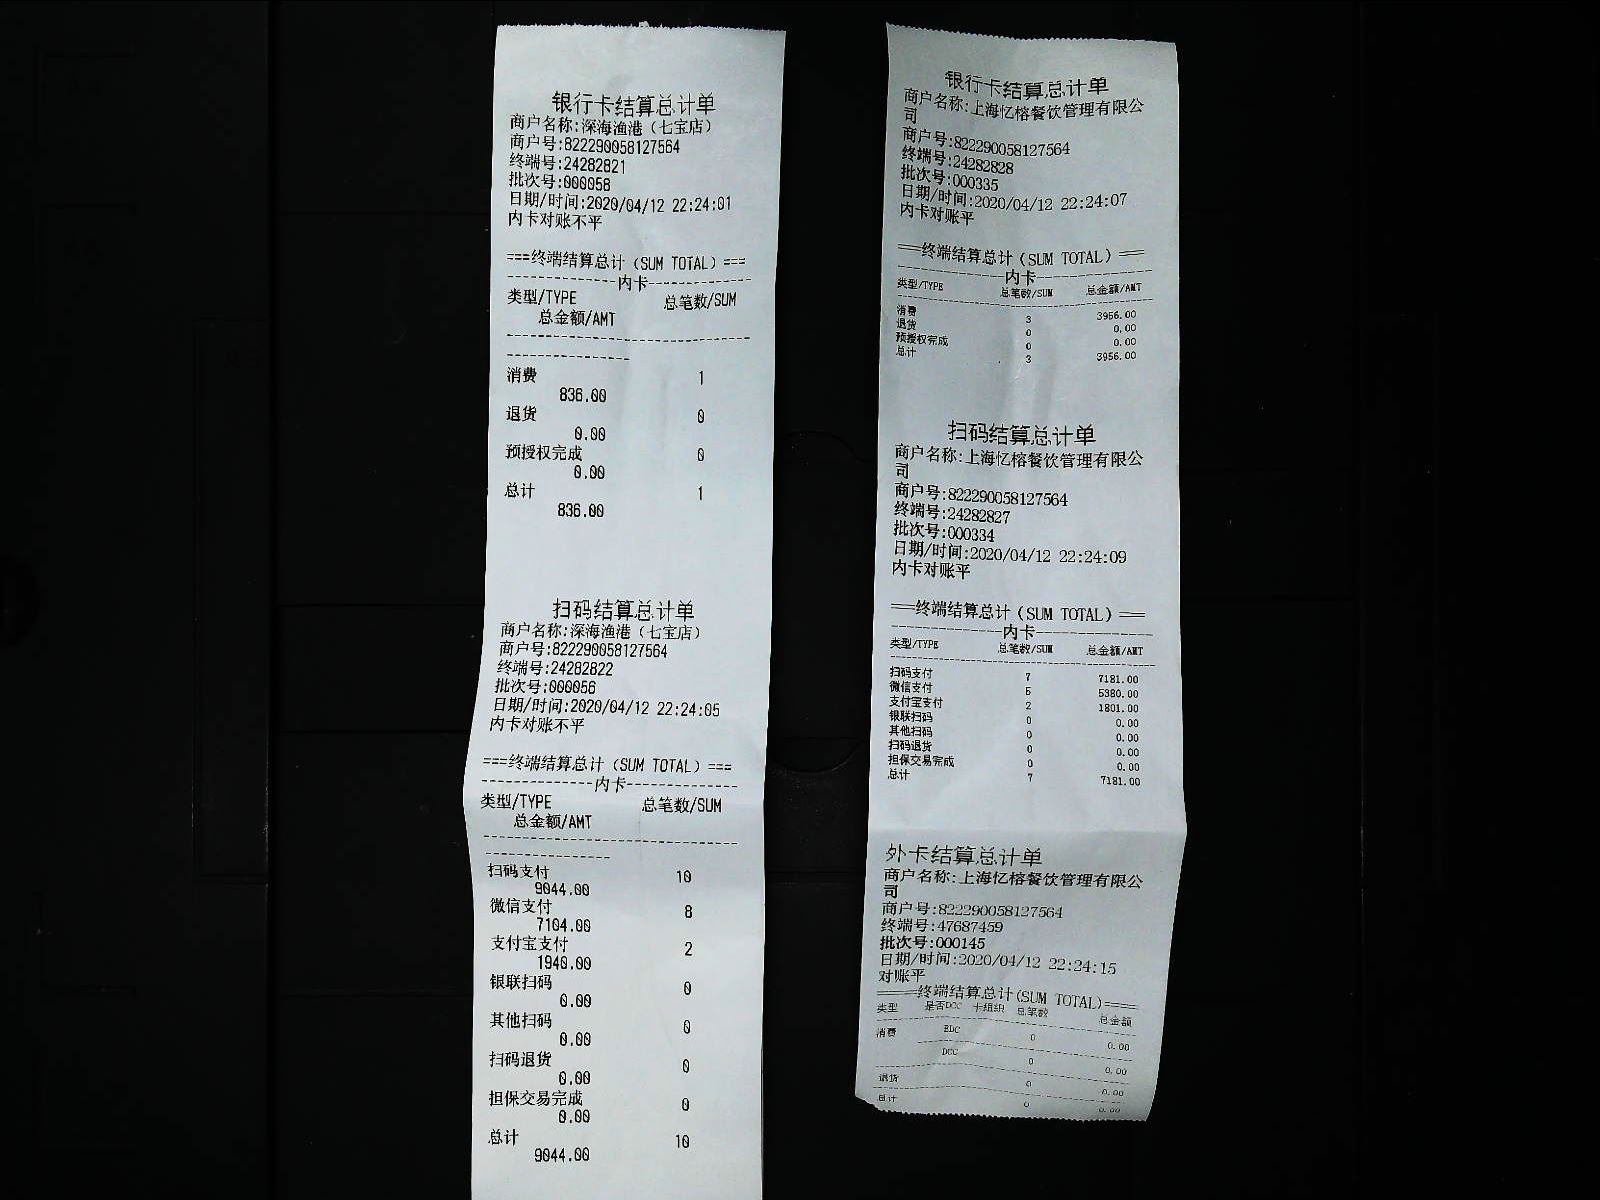 银行卡结算总计单
商户名称:深海渔港（七宝店）
商户号:822290058127564
终端号:24282821
批次号:000058
日期/时间:2020/04/12 22:24:01
内卡对账不平
===终端结算总计（SUM TOTAL）===
--------------内卡--------------
类型/TYPE 总笔数/SUM
总金额/AMT
消费 1
836.00
退货 0
0.00
预授权完成 0
0.00
总计 1
836.00
扫码结算总计单
商户名称:深海渔港（七宝店）
商户号:822290058127564
终端号:24282822
批次号:000056
日期/时间:2020/04/12 22:24:05
内卡对账不平
===终端结算总计（SUM TOTAL）===
--------------内卡--------------
类型/TYPE 总笔数/SUM
总金额/AMT
扫码支付 10
9044.00
微信支付 8
7104.00
支付宝支付 2
1940.00
银联扫码 0
0.00
其他扫码 0
0.00
扫码退货 0
0.00
担保交易完成 0
0.00
总计 10
9044.00
银行卡结算总计单
商户名称:上海忆榕餐饮管理有限公
司
商户号:822290058127564
终端号:24282828
批次号:000335
日期/时间:2020/04/12 22:24:07
内卡对账平
===终端结算总计（SUM TOTAL）===
--------------内卡--------------
类型/TYPE 总笔数/SUM 总金额/AMT
消费 3 3956.00
退货 0 0.00
预授权完成 0 0.00
总计 3 3956.00
扫码结算总计单
商户名称:上海忆榕餐饮管理有限公
司
商户号:822290058127564
终端号:24282827
批次号:000334
日期/时间:2020/04/12 22:24:09
内卡对账平
===终端结算总计（SUM TOTAL）===
--------------内卡--------------
类型/TYPE 总笔数/SUM 总金额/AMT
扫码支付 7 7181.00
微信支付 5 5380.00
支付宝支付 2 1801.00
银联扫码 0 0.00
其他扫码 0 0.00
扫码退货 0 0.00
担保交易完成 0 0.00
总计 7 7181.00
外卡结算总计单
商户名称:上海忆榕餐饮管理有限公
司
商户号:822290058127564
终端号:47687459
批次号:000145
日期/时间:2020/04/12 22:24:15
对账平
=====终端结算总计(SUM TOTAL)=====
类型 是否DCC 卡组织 总笔数 总金额
消费 EDC 0 0.00
DCC 0 0.00
退货 0 0.00
总计 0 0.00